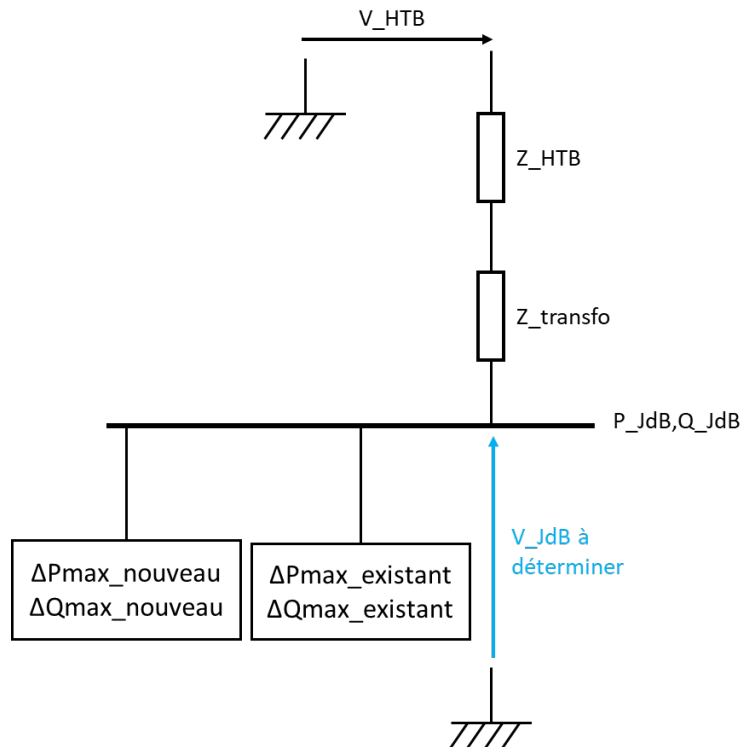 V_HTB
Z_HTB
Z_transfo
P_JdB,Q_JdB
V_JdB à
déterminer
ΔPmax_nouveau
ΔQmax_nouveau
ΔPmax_existant
ΔQmax_existant